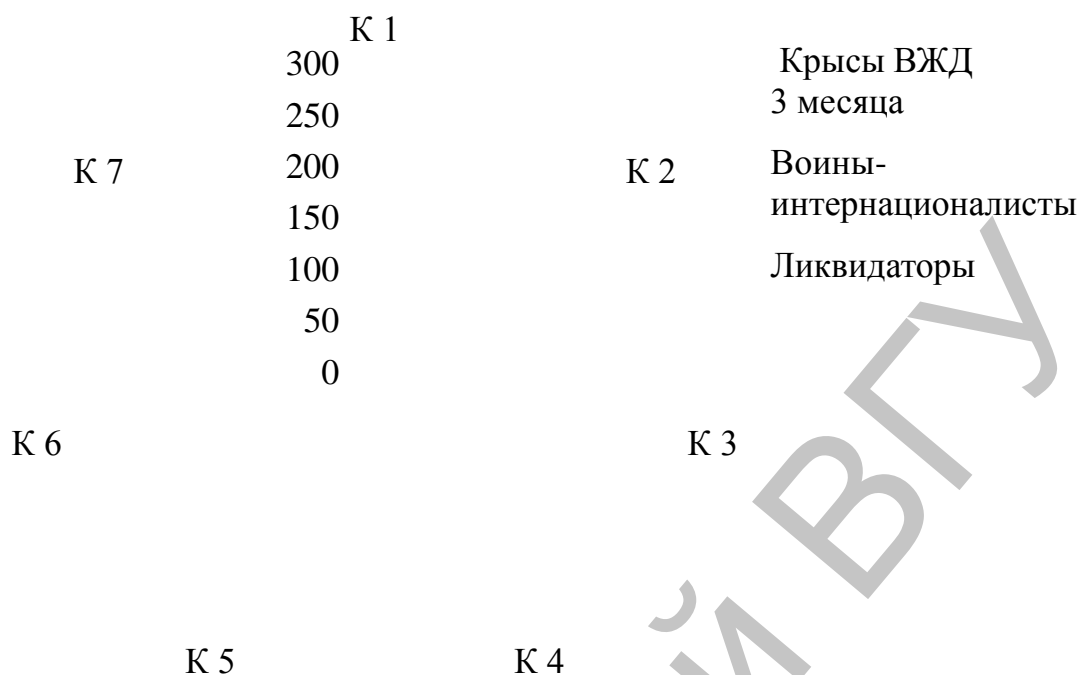 К 1
300
Крысы ВЖД
3 месяца
250
К 7
200
К 2
Воины-
интернационалисты
150
100
Ликвидаторы
50
0
К 6
К 3
К 5
К 4
Й ВГУ